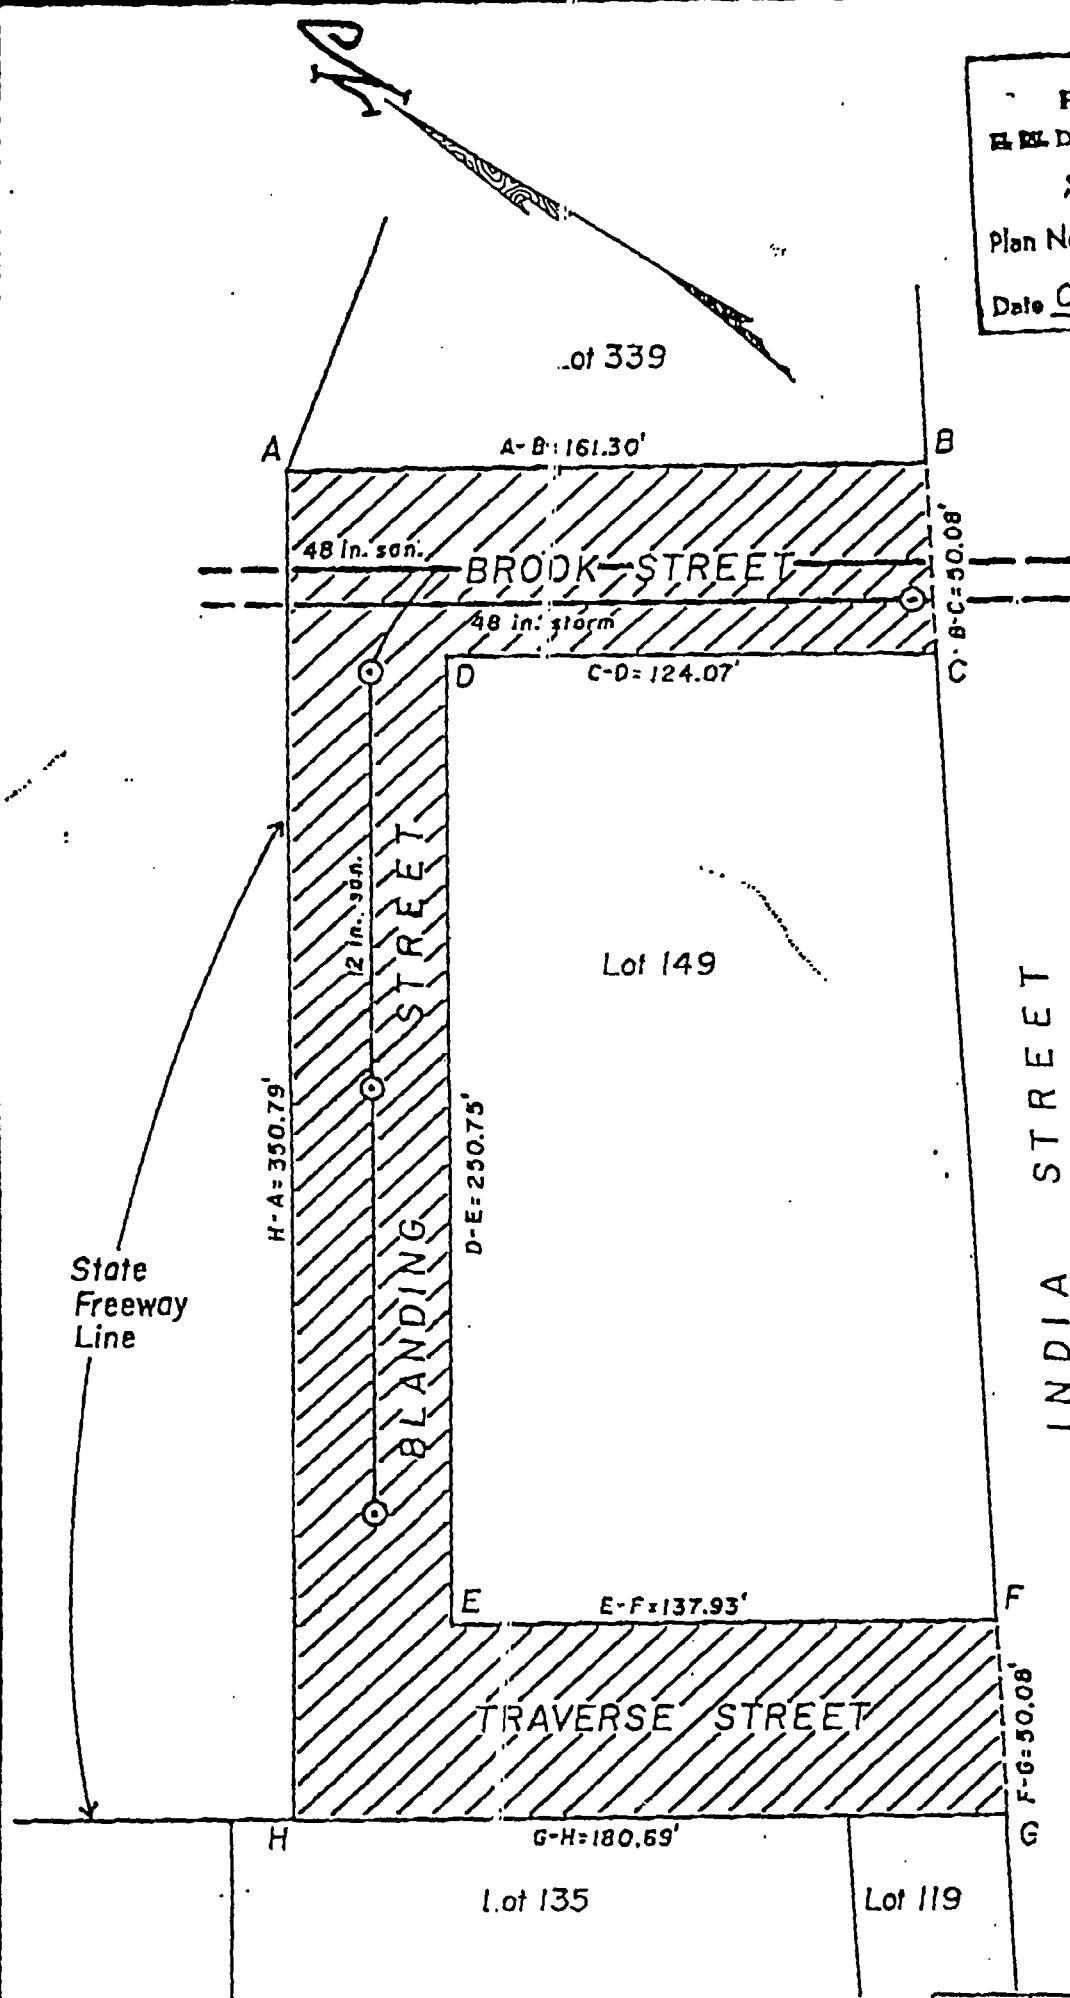 N
Plan No
Date
Lot 339
A
A-B=161.30'
B
48 in. san.
BROOK STREET
B-C=50.08'
48 in. storm
D
C-D=124.07'
C
12 in. san.
BLANDING STREET
Lot 149
INDIA STREET
H-A=350.79'
D-E=250.75'
State
Freeway
Line
E
E-F=137.93'
F
TRAVERSE STREET
F-G=50.08'
H
G-H=180.69'
G
Lot 135
Lot 119